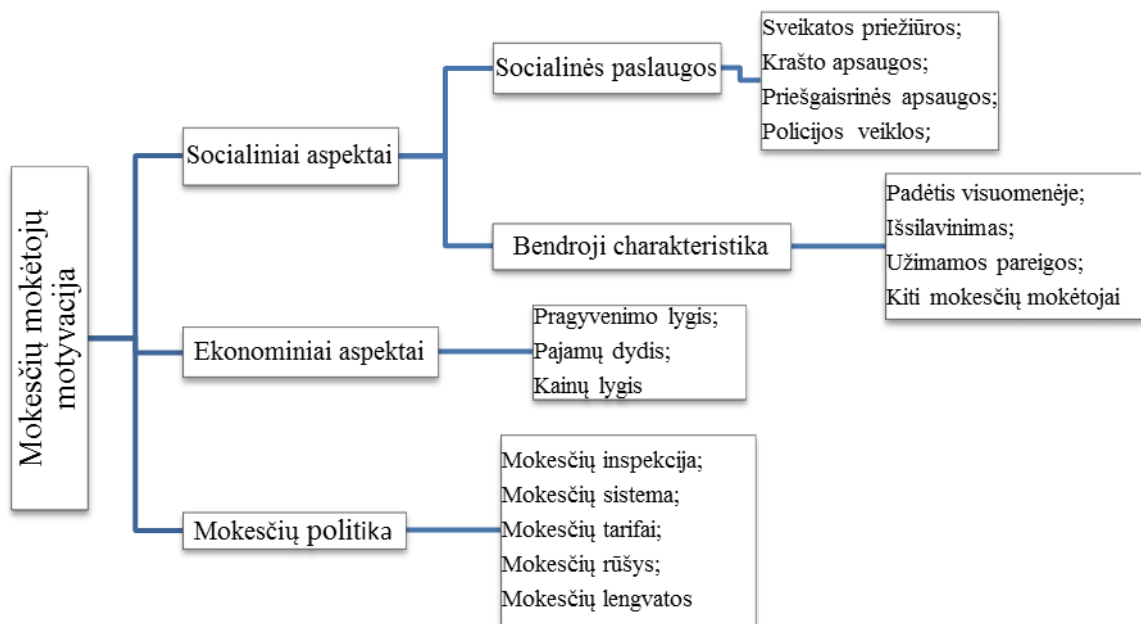 Mokesčių mokėtojų
motyvacija
Socialiniai aspektai
Socialinės paslaugos
Sveikatos priežiūros;
Krašto apsaugos;
Priešgaisrinės apsaugos;
Policijos veiklos;
Bendroji charakteristika
Padėtis visuomenėje;
Išsilavinimas;
Užimamos pareigos;
Kiti mokesčių mokėtojai
Ekonominiai aspektai
Pragyvenimo lygis;
Pajamų dydis;
Kainų lygis
Mokesčių politika
Mokesčių inspekcija;
Mokesčių sistema;
Mokesčių tarifai;
Mokesčių rūšys;
Mokesčių lengvatos